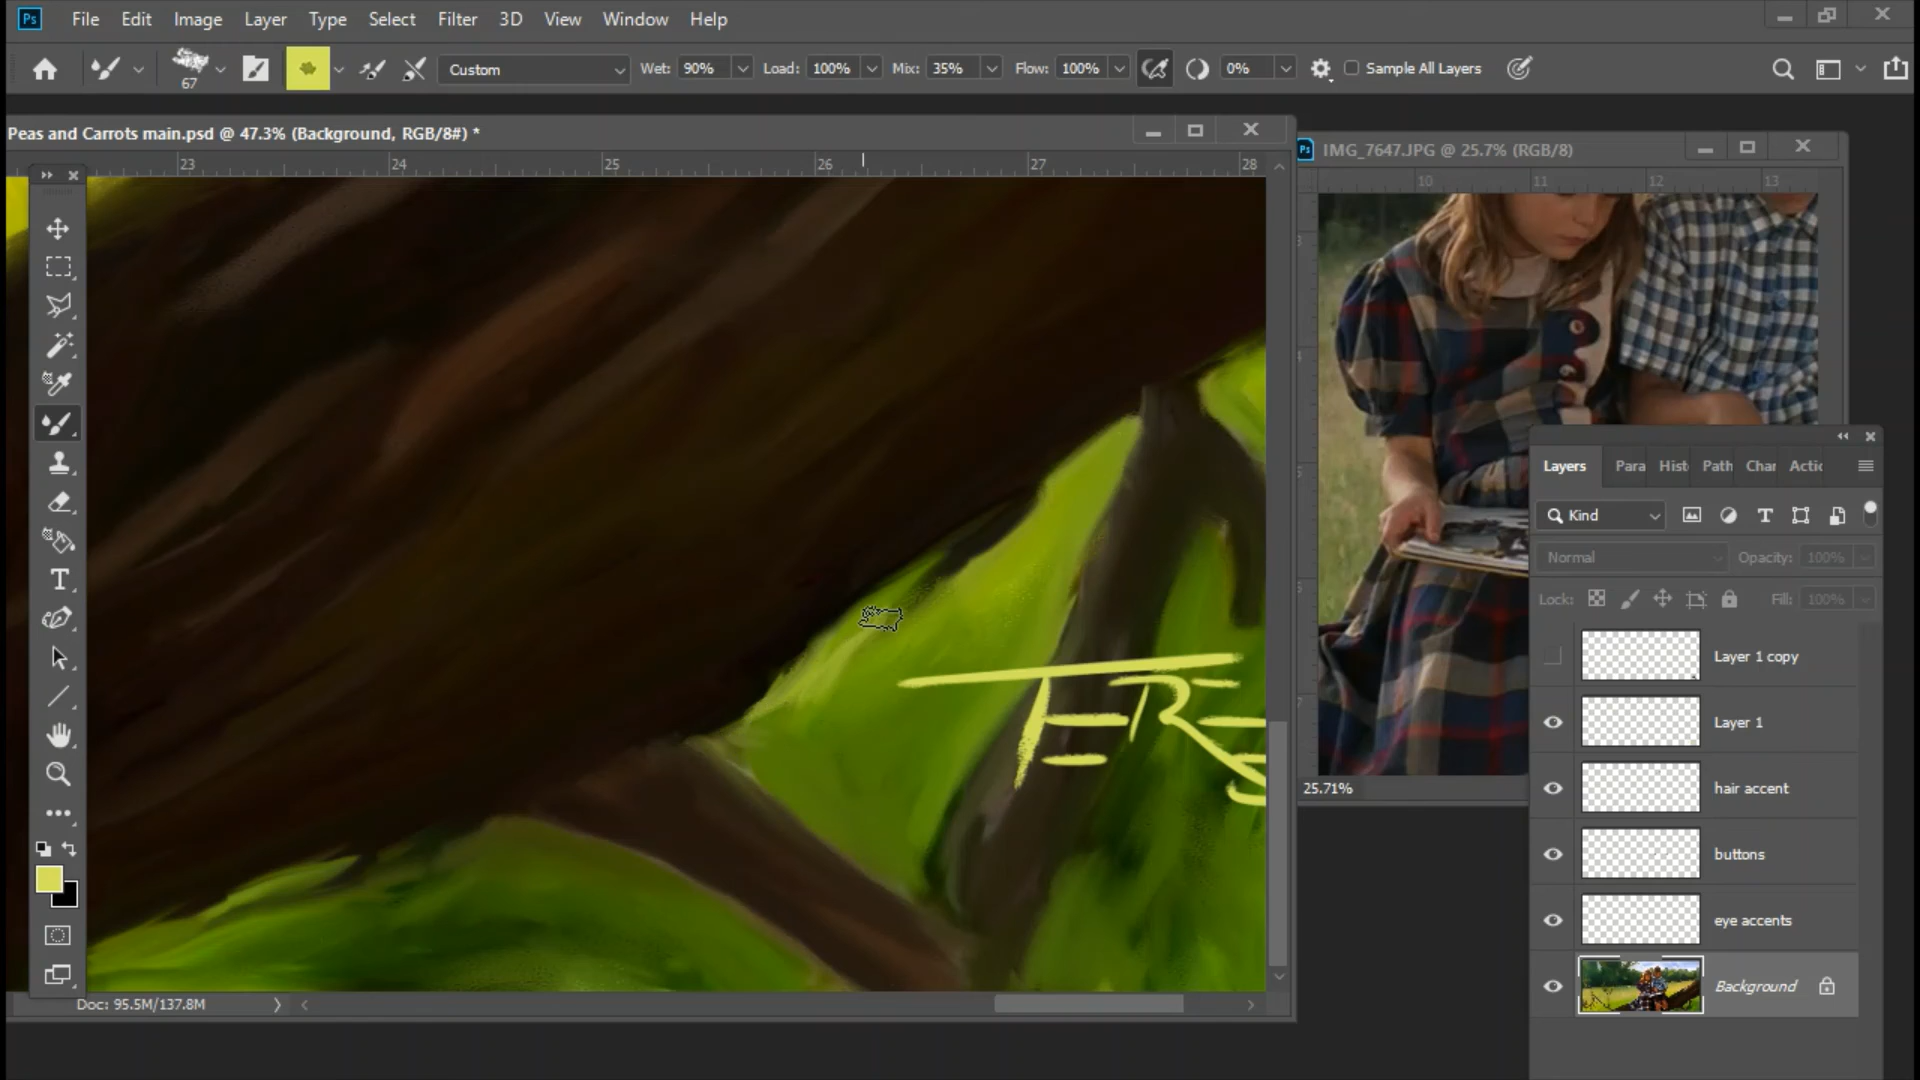 Ps File Edit Image Layer Type Select Filter 3D View Window Help
67 Custom Wet: 90% Load: 100% Mix: 35% Flow: 100% 0% Sample All Layers
Peas and Carrots main.psd @ 47.3% (Background, RGB/8#) *
23 24 25 26 27 28
Ps IMG_7647.JPG @ 25.7% (RGB/8)
10 11 12 13
25.71%
Layers Para Hist Path Char Actic
Kind
Normal Opacity: 100%
Lock: Fill: 100%
Layer 1 copy
Layer 1
hair accent
buttons
eye accents
Background
Doc: 95.5M/137.8M